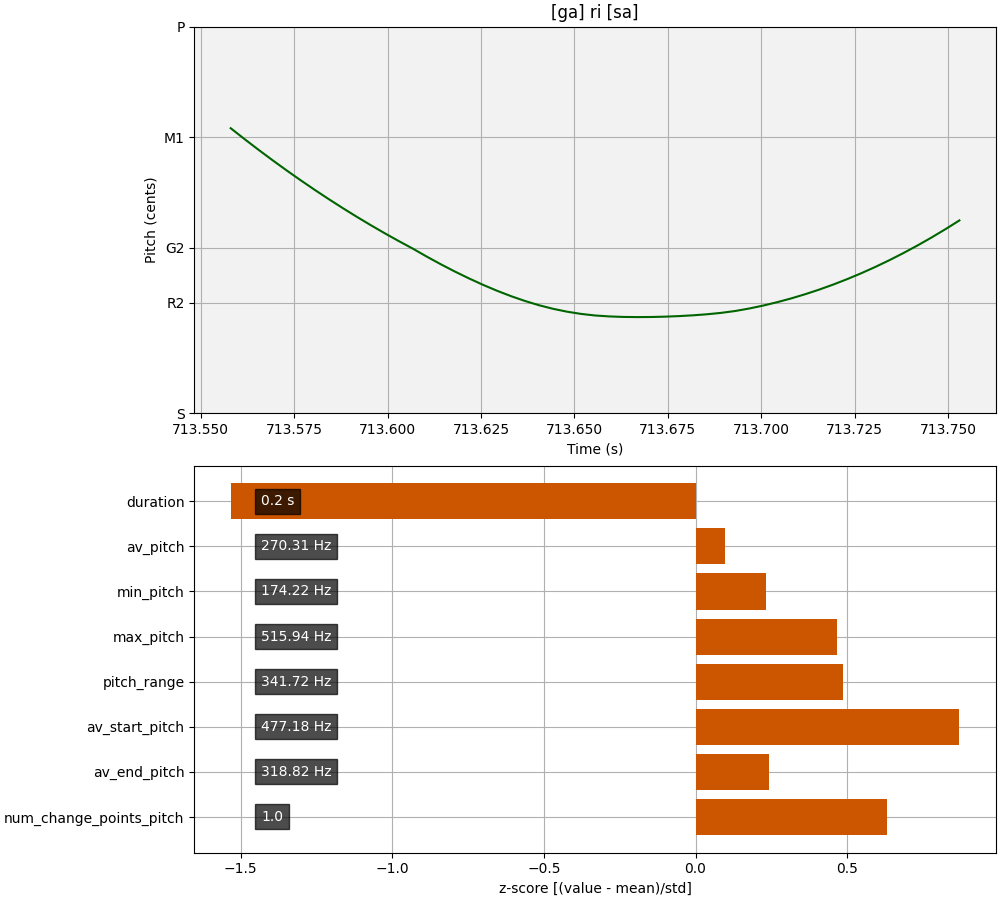 [ga] ri [sa]
P
M1
G2
R2
S
Pitch (cents)
713.550 713.575 713.600 713.625 713.650 713.675 713.700 713.725 713.750
Time (s)
duration 0.2 s
av_pitch 270.31 Hz
min_pitch 174.22 Hz
max_pitch 515.94 Hz
pitch_range 341.72 Hz
av_start_pitch 477.18 Hz
av_end_pitch 318.82 Hz
num_change_points_pitch 1.0
−1.5 −1.0 −0.5 0.0 0.5
z-score [(value - mean)/std]